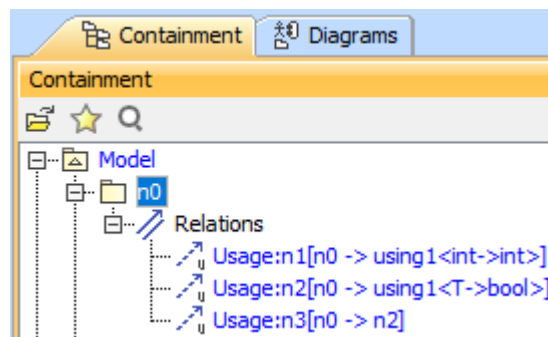 Containment Diagrams
Containment
Model
n0
Relations
Usage:n1[n0 -> using1<int->int>]
Usage:n2[n0 -> using1<T->bool>]
Usage:n3[n0 -> n2]